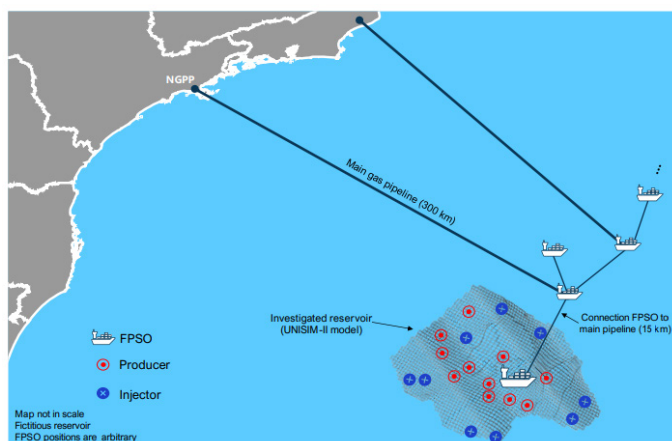 NGPP
Main gas pipeline (300 km)
Investigated reservoir
(UNISIM-II model)
Connection FPSO to
main pipeline (15 km)
FPSO
Producer
Injector
Map not in scale
Fictitious reservoir
FPSO positions are arbitrary